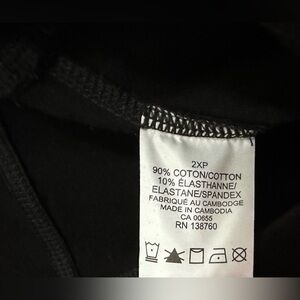 2XP
90% COTON/COTTON
10% ÉLASTHANNE/
ELASTANE/SPANDEX
FABRIQUÉ AU CAMBODGE
MADE IN CAMBODIA
CA 00655
RN 138760